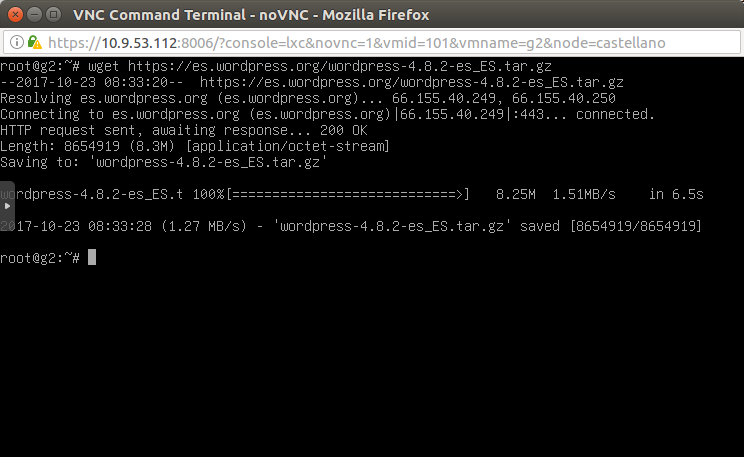 VNC Command Terminal - noVNC - Mozilla Firefox
https://10.9.53.112:8006/?console=lxc&novnc=1&vmid=101&vmname=g2&node=castellano
root@g2:~# wget https://es.wordpress.org/wordpress-4.8.2-es_ES.tar.gz
--2017-10-23 08:33:20--  https://es.wordpress.org/wordpress-4.8.2-es_ES.tar.gz
Resolving es.wordpress.org (es.wordpress.org)... 66.155.40.249, 66.155.40.250
Connecting to es.wordpress.org (es.wordpress.org)|66.155.40.249|:443... connected.
HTTP request sent, awaiting response... 200 OK
Length: 8654919 (8.3M) [application/octet-stream]
Saving to: 'wordpress-4.8.2-es_ES.tar.gz'
wordpress-4.8.2-es_ES.t 100%[============================>]   8.25M  1.51MB/s    in 6.5s
2017-10-23 08:33:28 (1.27 MB/s) - 'wordpress-4.8.2-es_ES.tar.gz' saved [8654919/8654919]
root@g2:~#